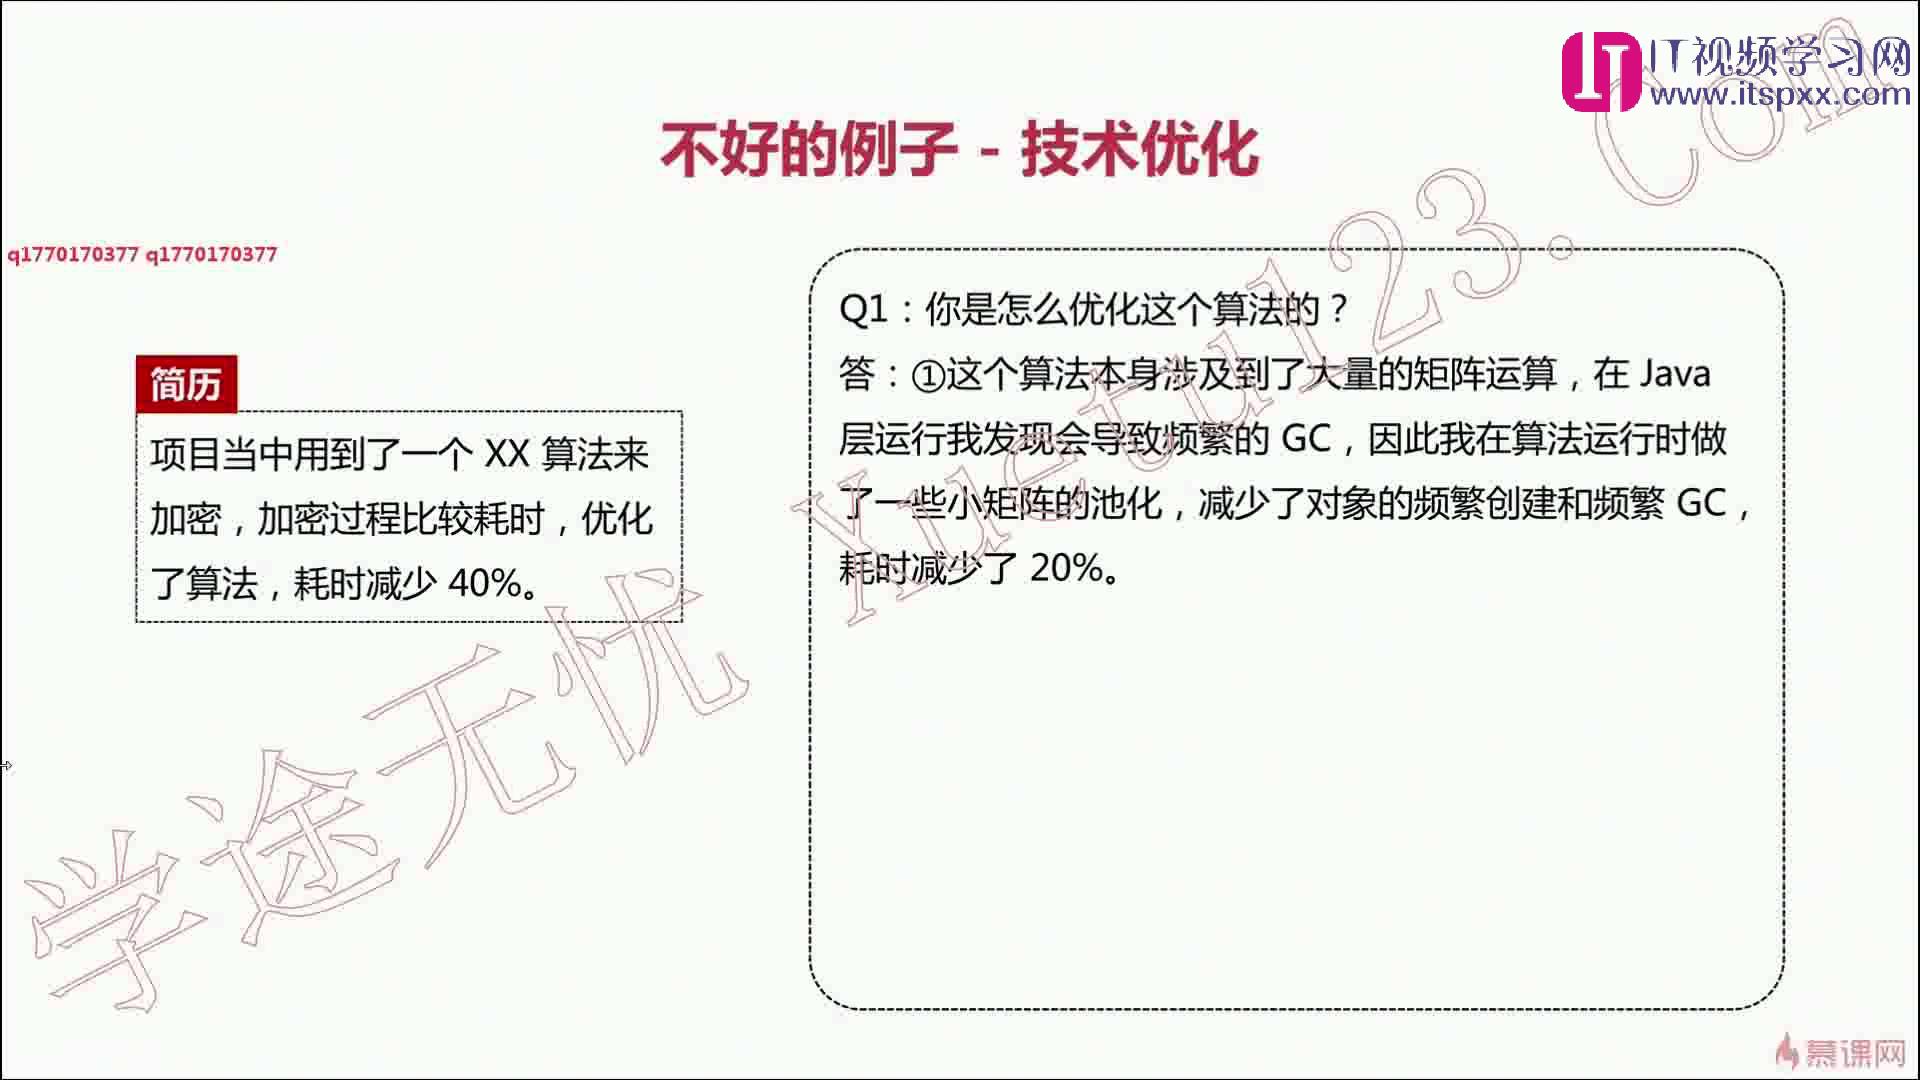 IT视频学习网
www.itspxx.com
不好的例子 - 技术优化
q1770170377 q1770170377
简历
项目当中用到了一个 XX 算法来
加密，加密过程比较耗时，优化
了算法，耗时减少 40%。
Q1：你是怎么优化这个算法的？
答：①这个算法本身涉及到了大量的矩阵运算，在 Java
层运行我发现会导致频繁的 GC，因此我在算法运行时做
了一些小矩阵的池化，减少了对象的频繁创建和频繁 GC，
耗时减少了 20%。
学途无忧 Xuetu123.Com
慕课网